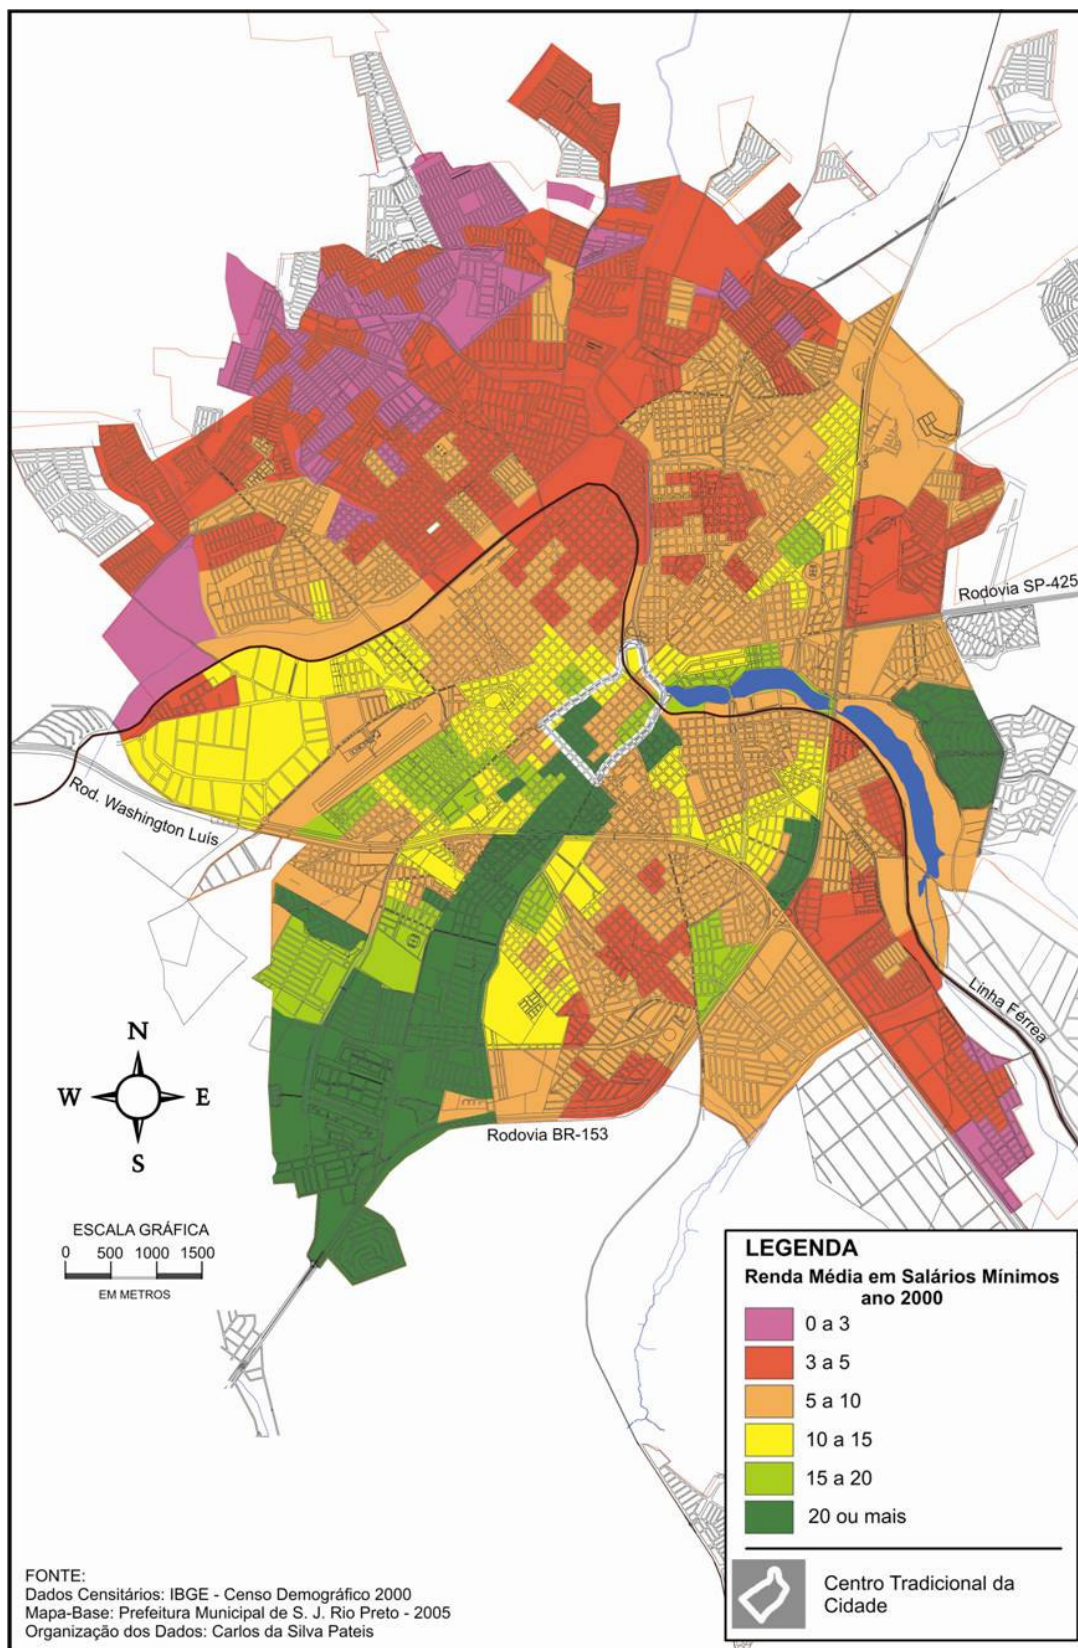 Rodovia SP-425
Rod. Washington Luís
Linha Férrea
N
W E
S
Rodovia BR-153
ESCALA GRÁFICA
0 500 1000 1500
EM METROS
LEGENDA
Renda Média em Salários Mínimos
ano 2000
0 a 3
3 a 5
5 a 10
10 a 15
15 a 20
20 ou mais
Centro Tradicional da
Cidade
FONTE:
Dados Censitários: IBGE - Censo Demográfico 2000
Mapa-Base: Prefeitura Municipal de S. J. Rio Preto - 2005
Organização dos Dados: Carlos da Silva Pateis